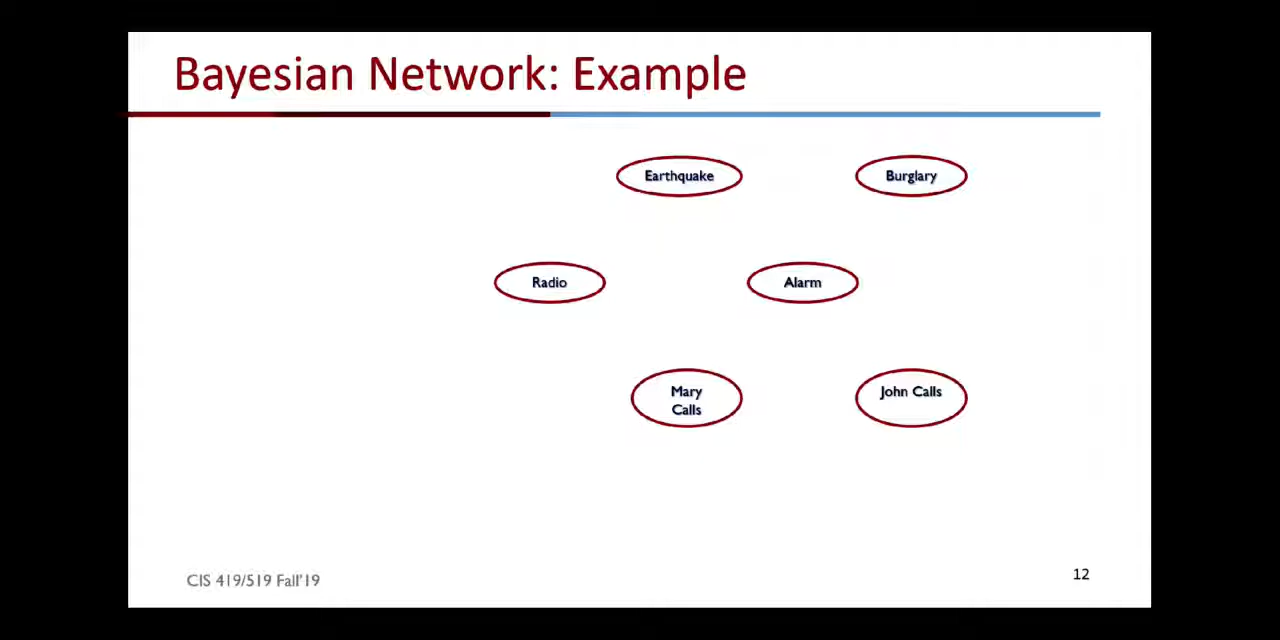 Bayesian Network: Example
Earthquake
Burglary
Radio
Alarm
Mary
Calls
John Calls
CIS 419/519 Fall'19
12